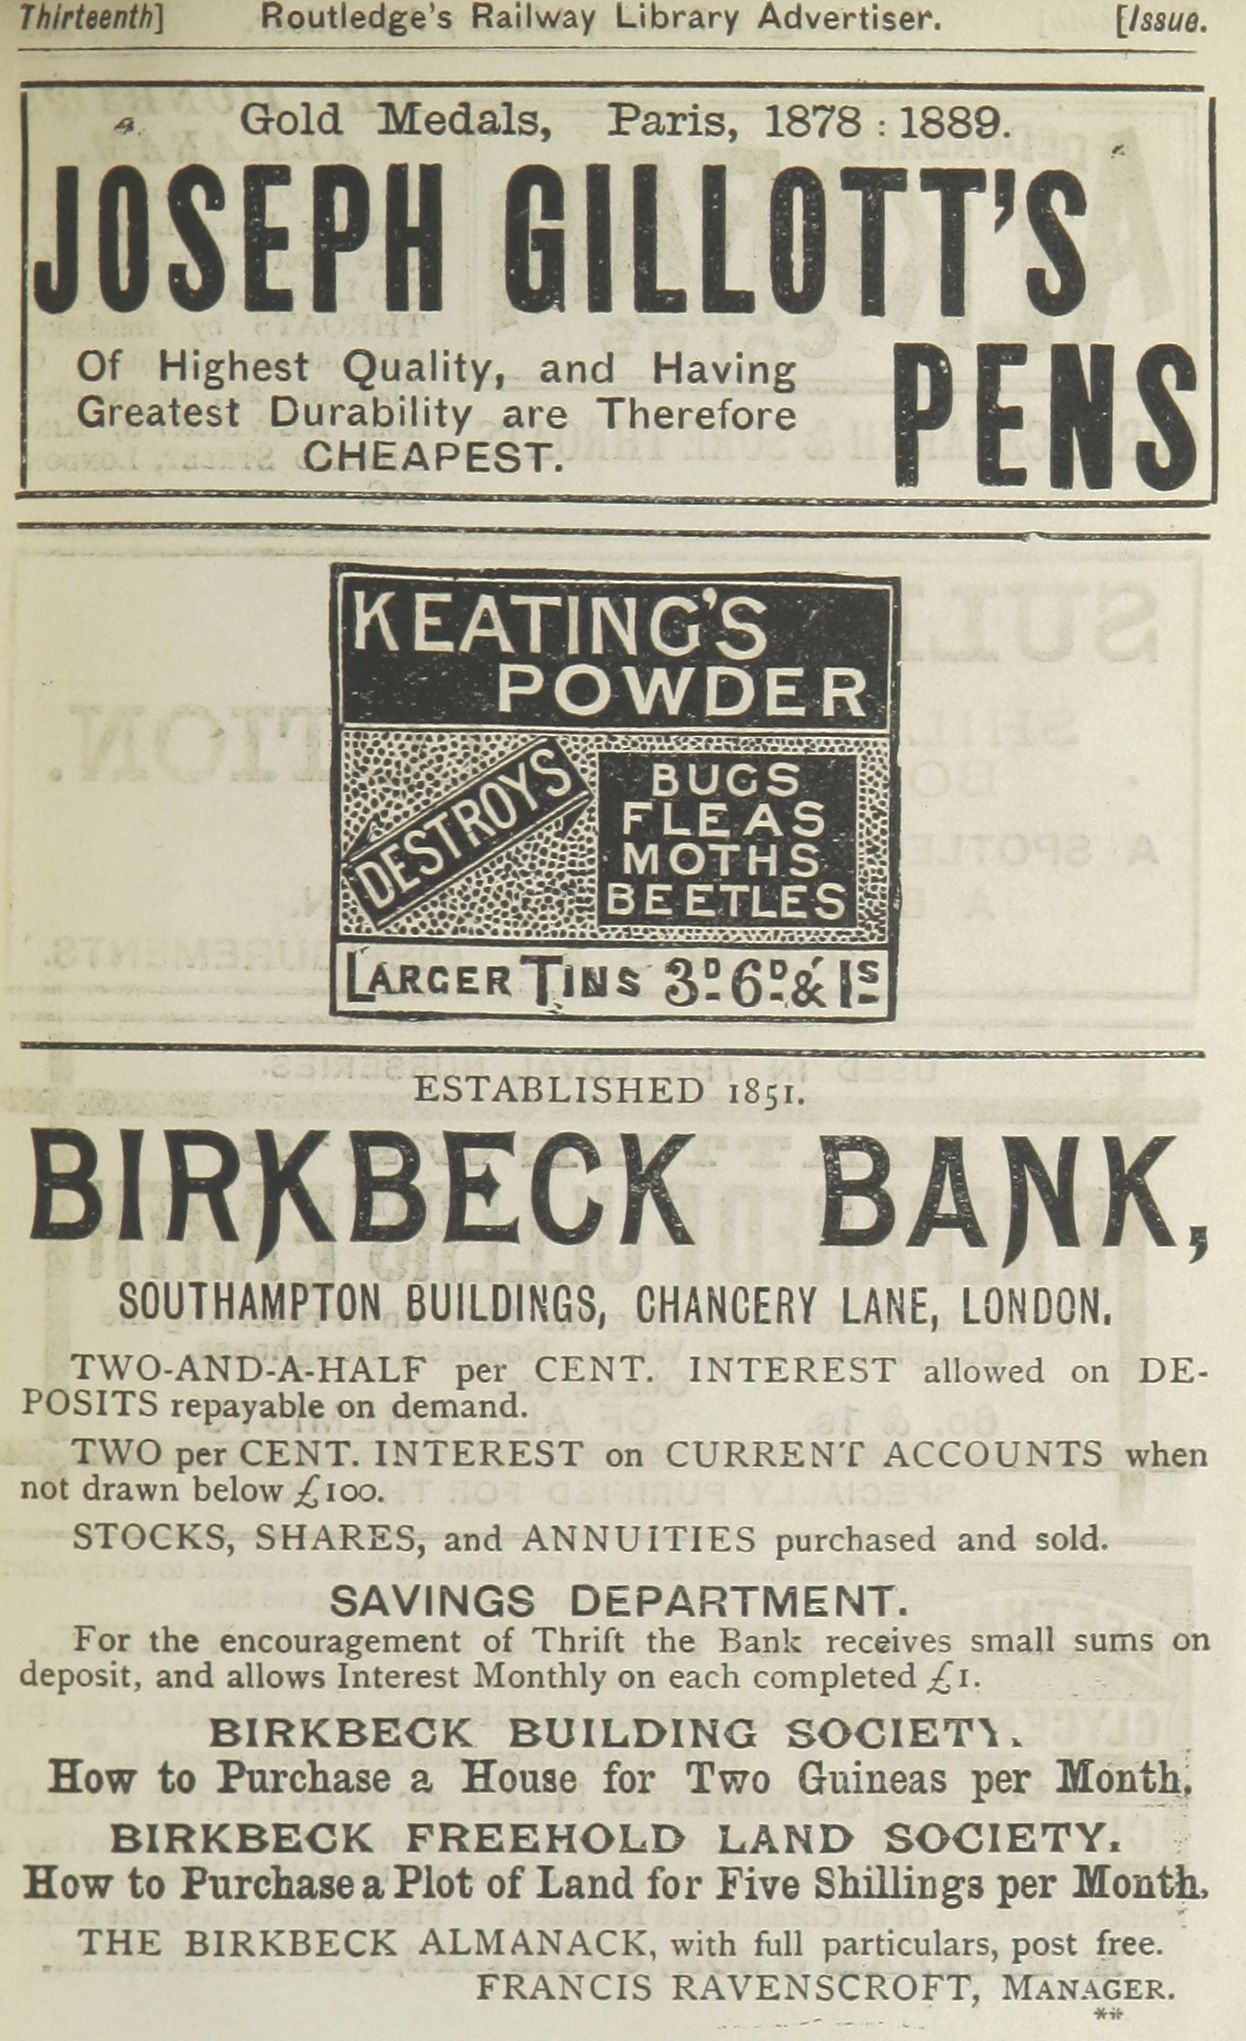 Thirteenth] Routledge's Railway Library Advertiser. [Issue.
Gold Medals, Paris, 1878 : 1889.
JOSEPH GILLOTT'S
Of Highest Quality, and Having
Greatest Durability are Therefore
CHEAPEST.
PENS
KEATING'S
POWDER
DESTROYS
BUGS
FLEAS
MOTHS
BEETLES
LARGER TINS 3D. 6D. & 1S
ESTABLISHED 1851.
BIRKBECK BANK,
SOUTHAMPTON BUILDINGS, CHANCERY LANE, LONDON.
TWO-AND-A-HALF per CENT. INTEREST allowed on DE-
POSITS repayable on demand.
TWO per CENT. INTEREST on CURRENT ACCOUNTS when
not drawn below £100.
STOCKS, SHARES, and ANNUITIES purchased and sold.
SAVINGS DEPARTMENT.
For the encouragement of Thrift the Bank receives small sums on
deposit, and allows Interest Monthly on each completed £1.
BIRKBECK BUILDING SOCIETY.
How to Purchase a House for Two Guineas per Month.
BIRKBECK FREEHOLD LAND SOCIETY.
How to Purchase a Plot of Land for Five Shillings per Month.
THE BIRKBECK ALMANACK, with full particulars, post free.
FRANCIS RAVENSCROFT, MANAGER.
**